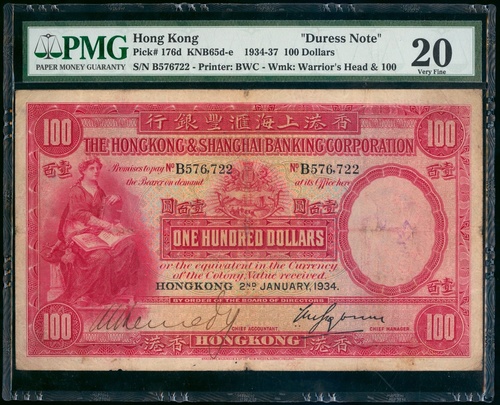 PMG
PAPER MONEY GUARANTY
Hong Kong "Duress Note"
Pick# 176d KNB65d-e 1934-37 100 Dollars
S/N B576722 - Printer: BWC - Wmk: Warrior's Head & 100
20
Very Fine
100 行銀豐滙海上港香 100
THE HONGKONG & SHANGHAI BANKING CORPORATION
Promises to pay Nº B576,722 Nº B576,722
the Bearer on demand at its Office here
百壹 百壹
圓百壹 圓百壹
ONE HUNDRED DOLLARS
or the equivalent in the Currency
of the Colony, Value received.
HONGKONG 2ND JANUARY, 1934.
BY ORDER OF THE BOARD OF DIRECTORS
CHIEF ACCOUNTANT CHIEF MANAGER
100 港香 HONGKONG 港香 100